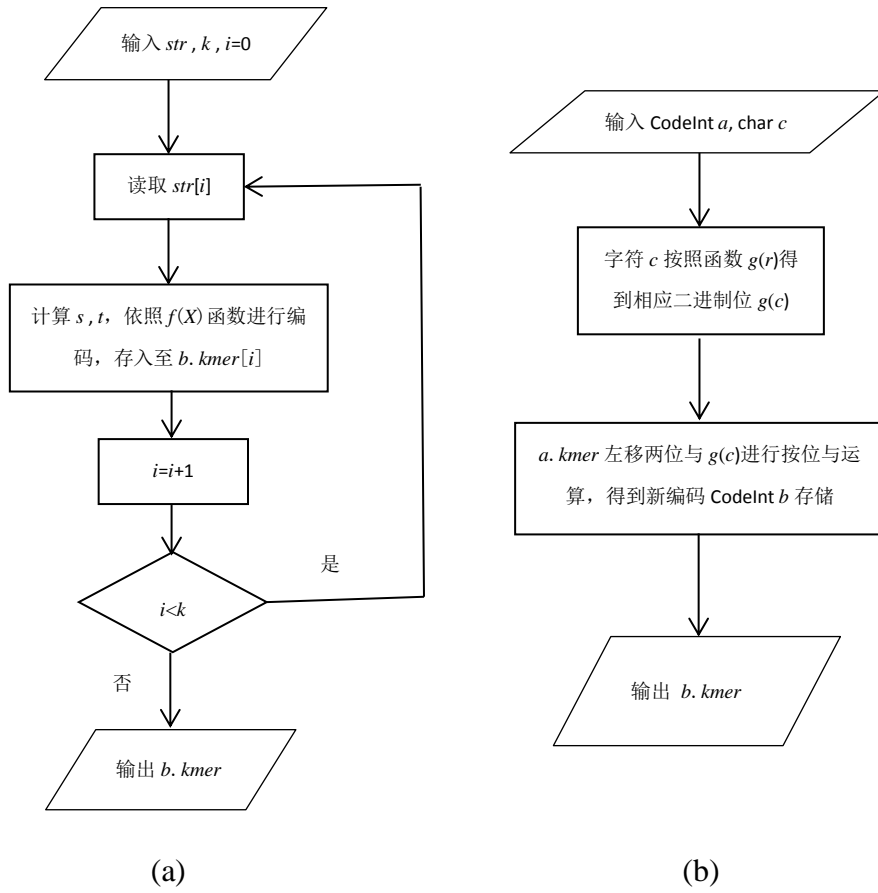 输入 str , k , i=0
读取 str[i]
计算 s , t，依照 f(X) 函数进行编
码，存入至 b. kmer[i]
i=i+1
是
i<k
否
输出 b. kmer
(a)
输入 CodeInt a, char c
字符 c 按照函数 g(r)得
到相应二进制位 g(c)
a. kmer 左移两位与 g(c)进行按位与运
算，得到新编码 CodeInt b 存储
输出 b. kmer
(b)